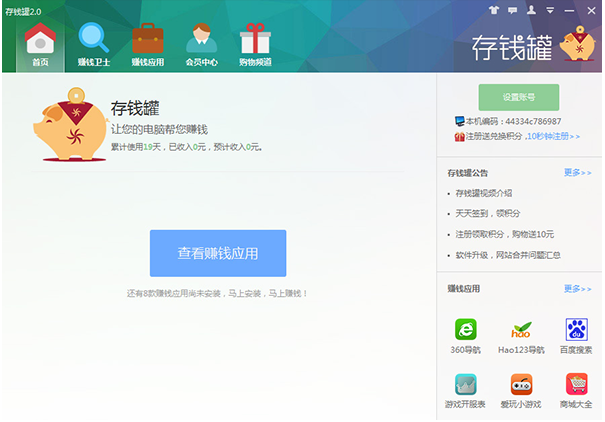 存钱罐2.0
首页
赚钱卫士
赚钱应用
会员中心
购物频道
存钱罐
存钱罐
让您的电脑帮您赚钱
累计使用19天，已收入0元，预计收入0元。
查看赚钱应用
还有8款赚钱应用尚未安装，马上安装，马上赚钱！
设置账号
本机编码：44334c786987
注册送兑换积分，10秒钟注册>>
存钱罐公告 更多>>
存钱罐视频介绍
天天签到，领积分
注册领取积分，购物送10元
软件升级，网站合并问题汇总
赚钱应用 更多>>
360导航 Hao123导航 百度搜索
游戏开服表 爱玩小游戏 商城大全